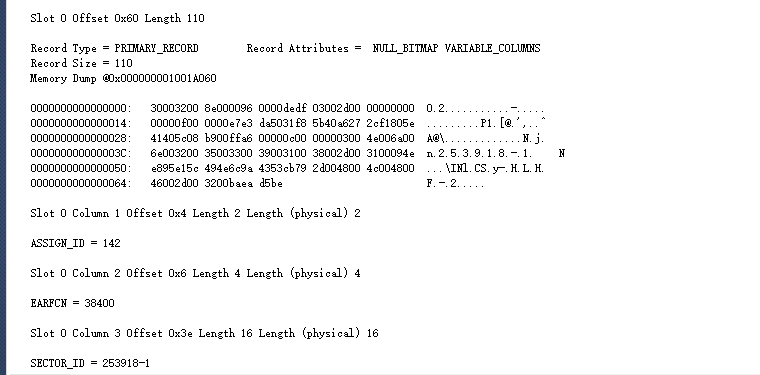 Slot 0 Offset 0x60 Length 110
Record Type = PRIMARY_RECORD Record Attributes = NULL_BITMAP VARIABLE_COLUMNS
Record Size = 110
Memory Dump @0x000000001001A060
0000000000000000: 30003200 8e000096 0000dedf 03002d00 00000000 0.2...........-.....
0000000000000014: 00000f00 0000e7e3 da5031f8 5b40a627 2cf1805e .........P1.[@.',..^
0000000000000028: 41405c08 b900ffa6 00000c00 00000300 4e006a00 A@\.............N.j.
000000000000003C: 6e003200 35003300 39003100 38002d00 3100094e n.2.5.3.9.1.8.-.1. N
0000000000000050: e895e15c 494e6c9a 4353cb79 2d004800 4c004800 ...\INl.CS.y-.H.L.H
0000000000000064: 46002d00 3200baea d5be F.-.2.....
Slot 0 Column 1 Offset 0x4 Length 2 Length (physical) 2
ASSIGN_ID = 142
Slot 0 Column 2 Offset 0x6 Length 4 Length (physical) 4
EARFCN = 38400
Slot 0 Column 3 Offset 0x3e Length 16 Length (physical) 16
SECTOR_ID = 253918-1